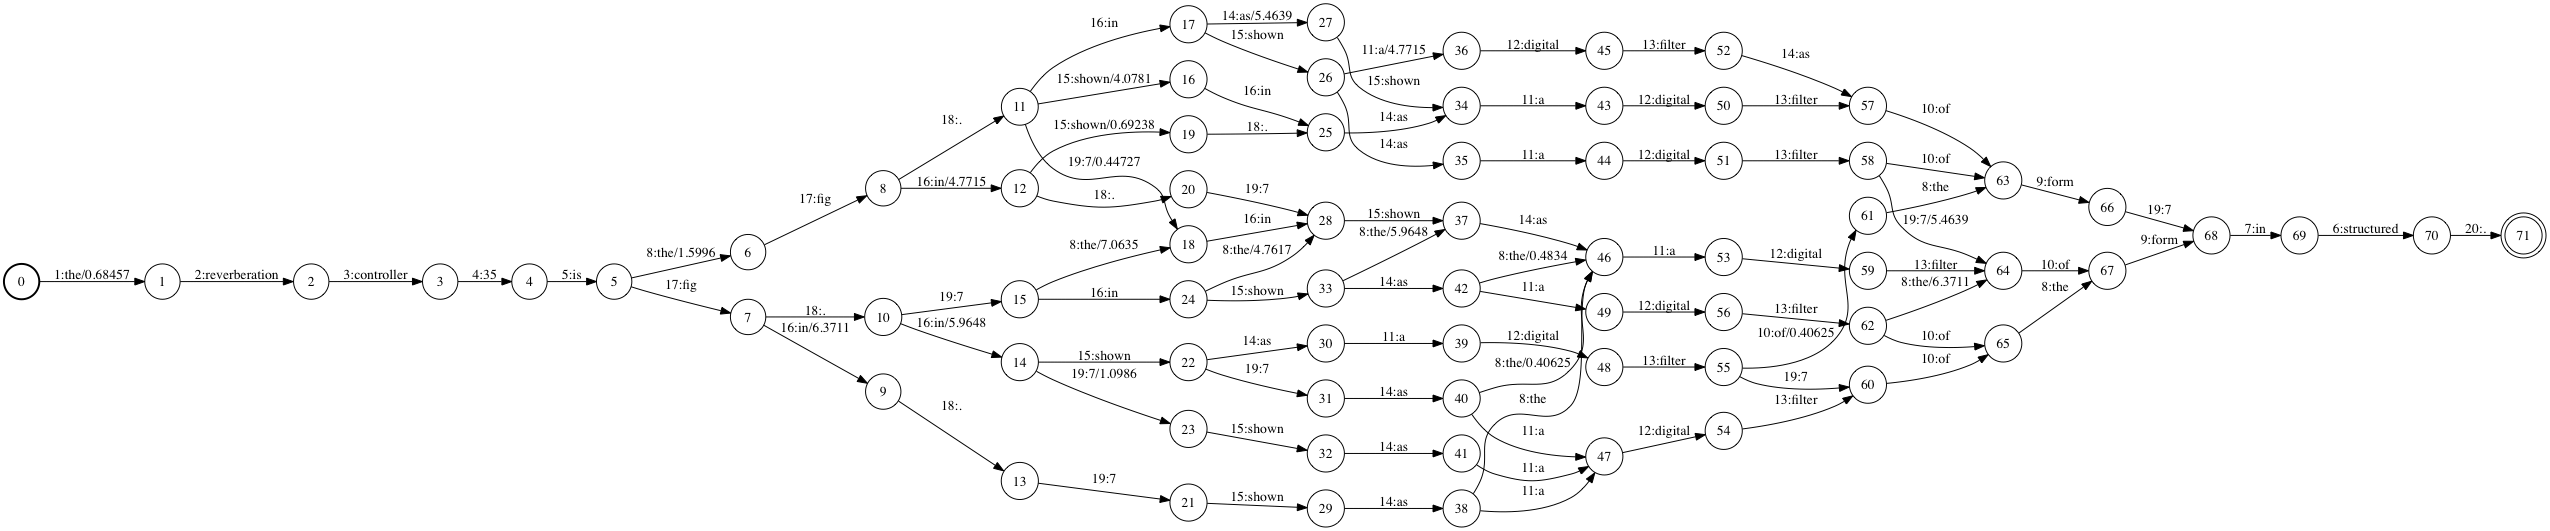 0 1:the/0.68457 1 2:reverberation 2 3:controller 3 4:35 4 5:is 5
8:the/1.5996 6
17:fig 7
17:fig 8
18:. 10
16:in/6.3711 9
18:. 11
16:in/4.7715 12
18:. 13
16:in 17
15:shown/4.0781 16
19:7/0.44727 18
15:shown/0.69238 19
18:. 20
19:7 15
16:in/5.9648 14
19:7 21
14:as/5.4639 27
15:shown 26
16:in 25
18:.
19:7 28
16:in
8:the/7.0635
16:in 24
15:shown 22
19:7/1.0986 23
15:shown 29
11:a/4.7715 36
15:shown 34
14:as
14:as 35
15:shown 37
8:the/4.7617
15:shown 33
14:as 30
19:7 31
15:shown 32
14:as 38
12:digital 45
11:a 43
11:a 44
14:as 46
8:the/5.9648
14:as 42
11:a 39
14:as 40
14:as 41
13:filter 52
12:digital 50
12:digital 51
8:the/0.4834
11:a 49
12:digital 48
8:the/0.40625
11:a 47
8:the
11:a
11:a
14:as 57
13:filter
13:filter 58
11:a 53
12:digital 56
13:filter 55
12:digital 54
12:digital 59
13:filter 62
10:of/0.40625 61
19:7 60
13:filter
10:of 63
10:of
8:the
19:7/5.4639 64
13:filter
8:the/6.3711
10:of 65
10:of
9:form 66
10:of 67
8:the
19:7 68
9:form
7:in 69 6:structured 70 20:. 71